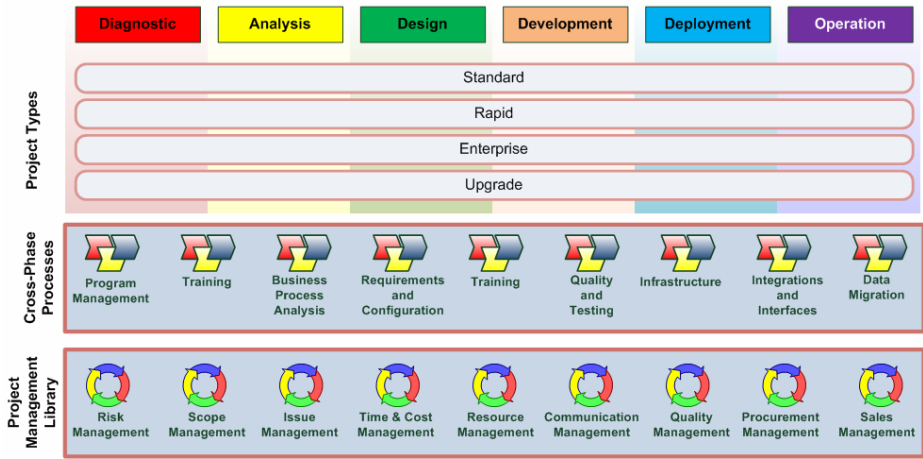 Diagnostic
Analysis
Design
Development
Deployment
Operation
Project Types
Standard
Rapid
Enterprise
Upgrade
Cross-Phase
Processes
Program
Management
Training
Business
Process
Analysis
Requirements
and
Configuration
Training
Quality
and
Testing
Infrastructure
Integrations
and
Interfaces
Data
Migration
Project
Management
Library
Risk
Management
Scope
Management
Issue
Management
Time & Cost
Management
Resource
Management
Communication
Management
Quality
Management
Procurement
Management
Sales
Management